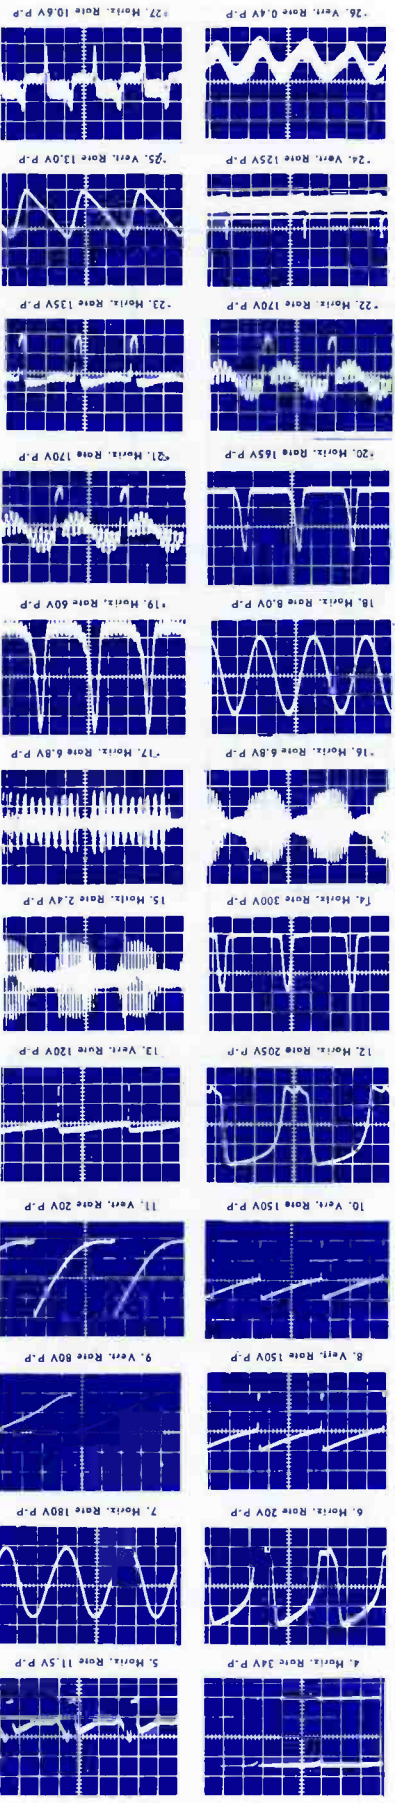 4. Horiz. Rate 34V P-P
5. Horiz. Rate 11.5V P-P
6. Horiz. Rate 20V P-P
7. Horiz. Rate 180V P-P
8. Vert. Rate 150V P-P
9. Vert. Rate 80V P-P
10. Vert. Rate 150V P-P
11. Vert. Rate 20V P-P
12. Horiz. Rate 205V P-P
13. Vert. Rate 120V P-P
14. Horiz. Rate 300V P-P
15. Horiz. Rate 2.4V P-P
*16. Horiz. Rate 6.8V P-P
*17. Horiz. Rate 6.8V P-P
18. Horiz. Rate 8.0V P-P
*19. Horiz. Rate 60V P-P
*20. Horiz. Rate 165V P-P
*21. Horiz. Rate 170V P-P
*22. Horiz. Rate 170V P-P
*23. Horiz. Rate 135V P-P
*24. Vert. Rate 125V P-P
*25. Vert. Rate 13.0V P-P
*26. Vert. Rate 0.4V P-P
*27. Horiz. Rate 10.6V P-P